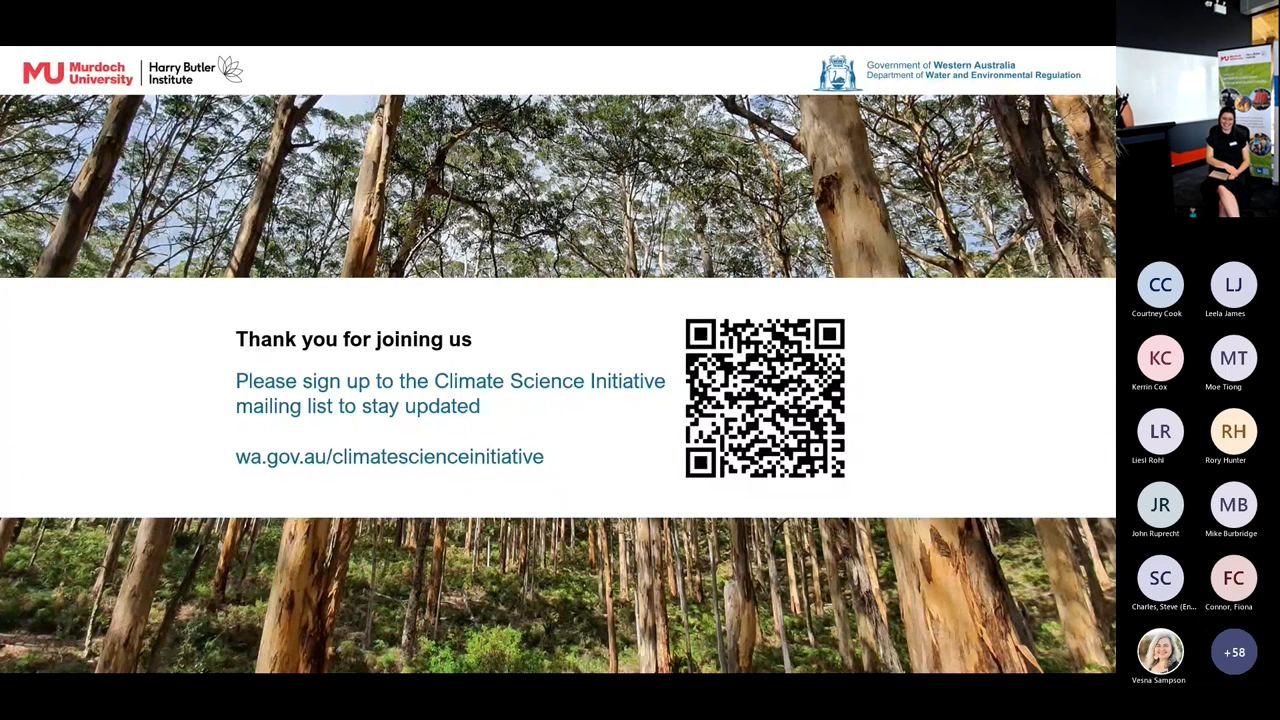 Murdoch University
Harry Butler Institute
Government of Western Australia
Department of Water and Environmental Regulation
Thank you for joining us
Please sign up to the Climate Science Initiative
mailing list to stay updated
wa.gov.au/climatescienceinitiative
CC
Courtney Cook
LJ
Leela James
KC
Kerrin Cox
MT
Moe Tiong
LR
Liesl Rohl
RH
Rory Hunter
JR
John Ruprecht
MB
Mike Burbridge
SC
Charles, Steve (En...
FC
Connor, Fiona
Vesna Sampson
+58